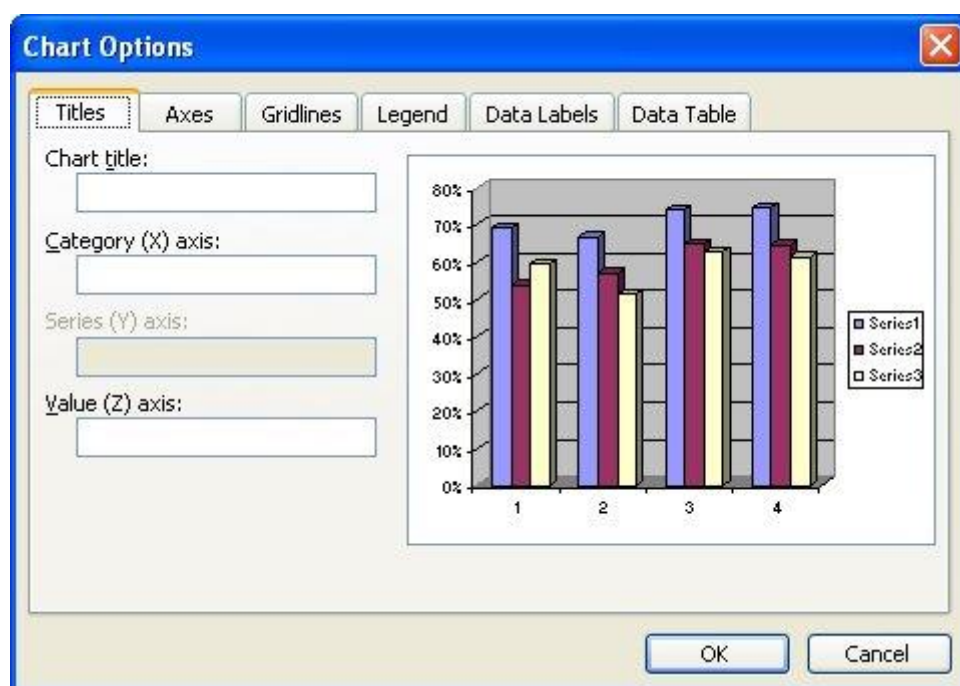 Chart Options
Titles Axes Gridlines Legend Data Labels Data Table
Chart title:
Category (X) axis:
Series (Y) axis:
Value (Z) axis:
80%
70%
60%
50%
40%
30%
20%
10%
0%
1 2 3 4
Series1
Series2
Series3
OK Cancel